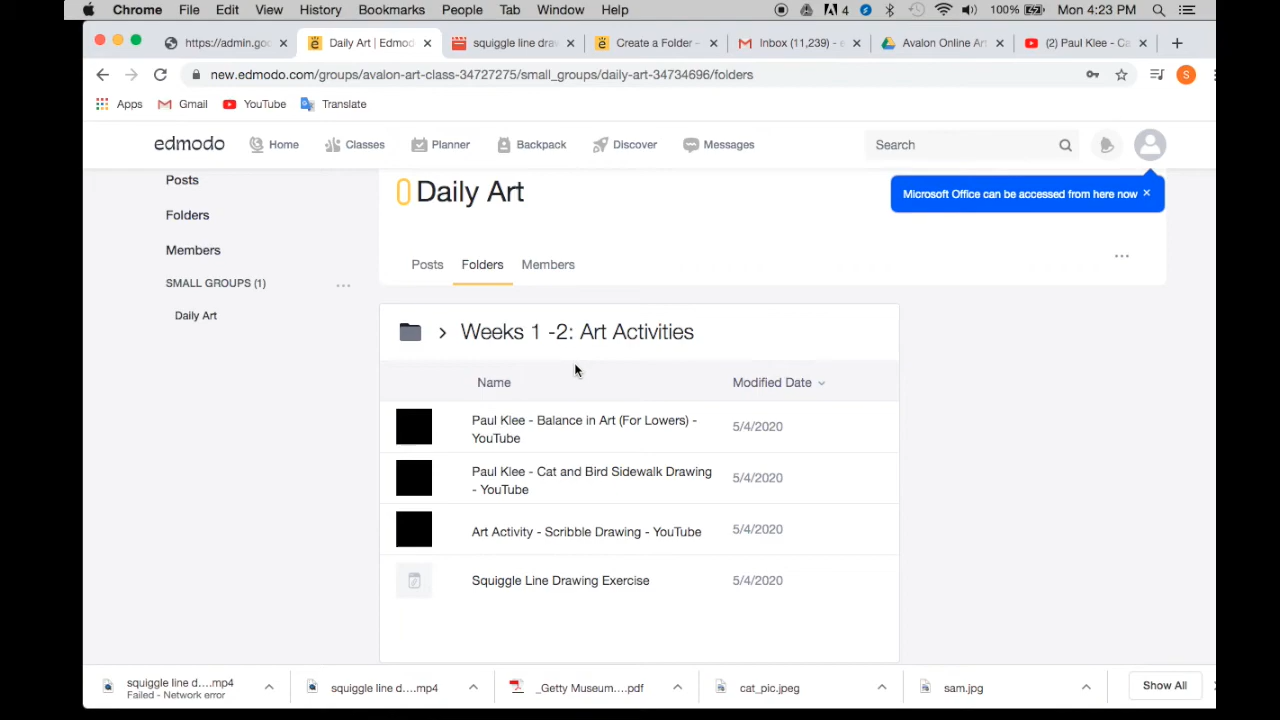 Chrome File Edit View History Bookmarks People Tab Window Help 4 100% Mon 4:23 PM
https://admin.goo Daily Art | Edmod squiggle line drav Create a Folder – Inbox (11,239) - e Avalon Online Art (2) Paul Klee - Ca
new.edmodo.com/groups/avalon-art-class-34727275/small_groups/daily-art-34734696/folders S
Apps Gmail YouTube Translate
edmodo Home Classes Planner Backpack Discover Messages Search
Posts
Folders
Members
SMALL GROUPS (1)
Daily Art
Daily Art
Microsoft Office can be accessed from here now
Posts Folders Members
Weeks 1 -2: Art Activities
Name Modified Date
Paul Klee - Balance in Art (For Lowers) -
YouTube
5/4/2020
Paul Klee - Cat and Bird Sidewalk Drawing
- YouTube
5/4/2020
Art Activity - Scribble Drawing - YouTube 5/4/2020
Squiggle Line Drawing Exercise 5/4/2020
squiggle line d....mp4
Failed - Network error
squiggle line d....mp4
_Getty Museum....pdf
cat_pic.jpeg
sam.jpg
Show All